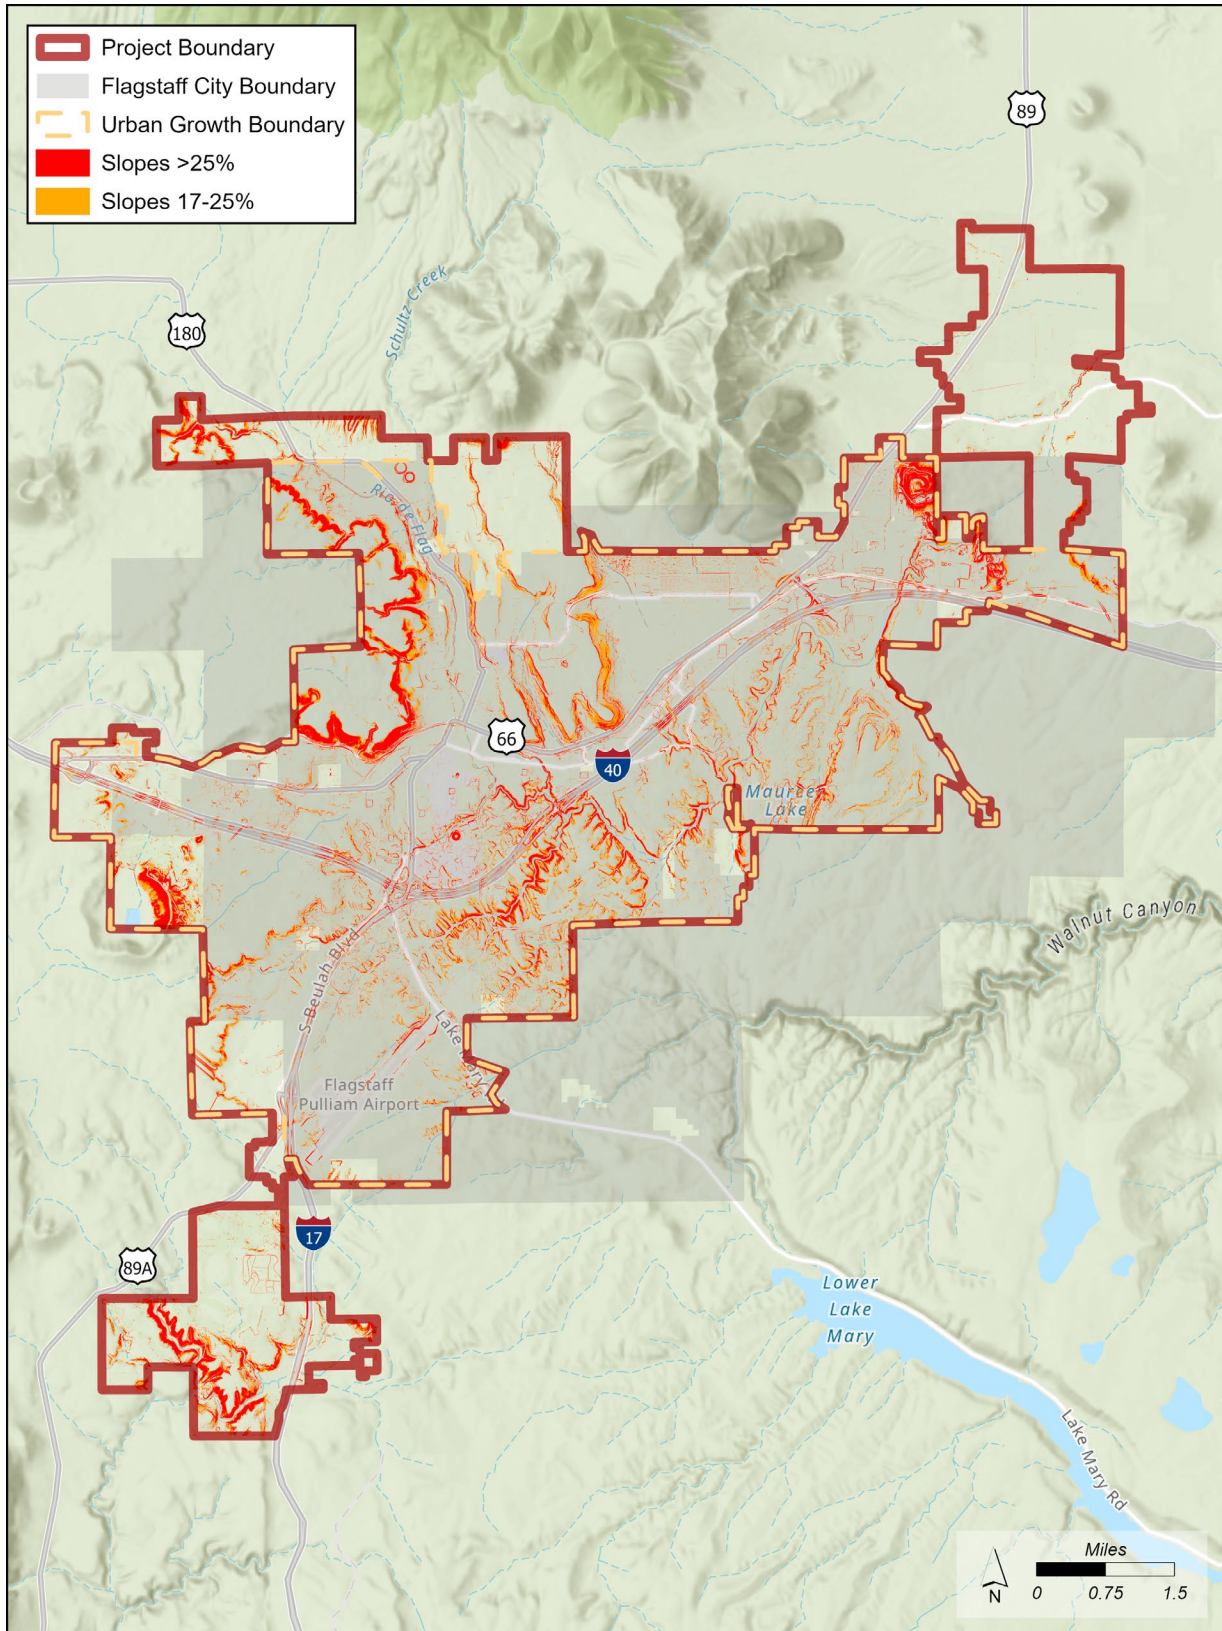 Project Boundary
Flagstaff City Boundary
Urban Growth Boundary
Slopes >25%
Slopes 17-25%
89
180
Schultz Creek
Rio de Flag
66
40
Maurcer
Lake
Walnut Canyon
S Beulah Blvd
Lake Mary
Flagstaff
Pulliam Airport
17
89A
Lower
Lake
Mary
Lake Mary Rd
Miles
0 0.75 1.5
N